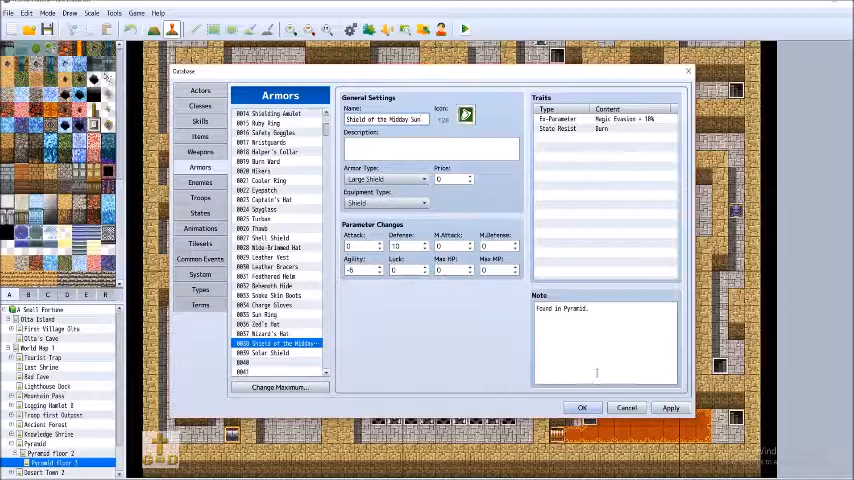 File Edit Mode Draw Scale Tools Game Help
Database
Actors
Classes
Skills
Items
Weapons
Armors
Enemies
Troops
States
Animations
Tilesets
Common Events
System
Types
Terms
Armors
0014 Shielding Amulet
0015 Ruby Ring
0016 Safety Goggles
0017 Wristguards
0018 Halper's Collar
0019 Burn Ward
0020 Hikers
0021 Cooler Ring
0022 Eyepatch
0023 Captain's Hat
0024 Spyglass
0025 Turban
0026 Thawb
0027 Shell Shield
0028 Wide-Brimmed Hat
0029 Leather Vest
0030 Leather Bracers
0031 Feathered Helm
0032 Behemoth Hide
0033 Snake Skin Boots
0034 Charge Gloves
0035 Sun Ring
0036 Zed's Hat
0037 Wizard's Hat
0038 Shield of the Midday…
0039 Solar Shield
0040
0041
Change Maximum...
General Settings
Name:
Shield of the Midday Sun
Icon:
128
Description:
Armor Type:
Large Shield
Price:
0
Equipment Type:
Shield
Parameter Changes
Attack: Defense: M.Attack: M.Defense:
0 10 0 0
Agility: Luck: Max HP: Max MP:
-6 0 0 0
Traits
Type Content
Ex-Parameter Magic Evasion + 10%
State Resist Burn
Note
Found in Pyramid.
OK Cancel Apply
A B C D E R
A Small Fortune
Olta Island
First Village Olta
Olta's Cave
World Map 1
Tourist Trap
Last Shrine
Bad Cave
Lighthouse Dock
Mountain Pass
Logging Hamlet B
Troop first Outpost
Ancient Forest
Knowledge Shrine
Pyramid
Pyramid floor 2
Pyramid floor 3
Desert Town 2
G D